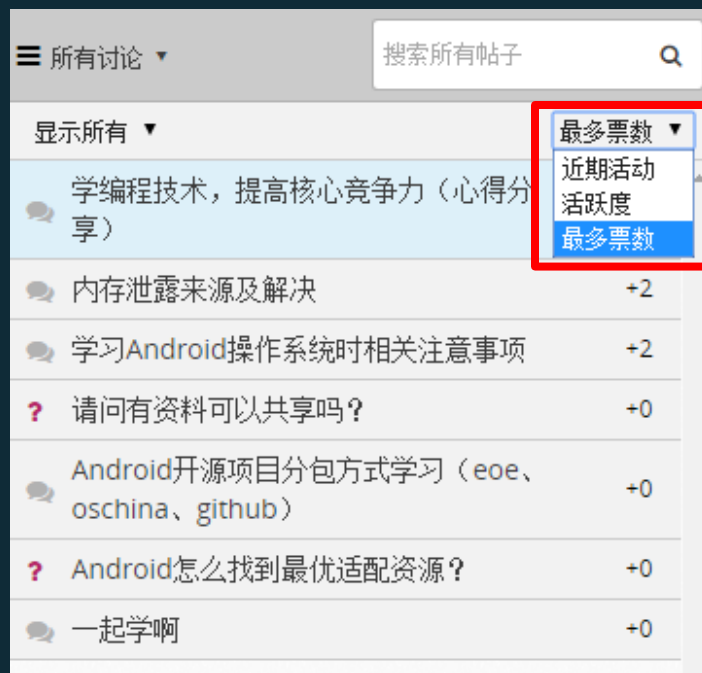 所有讨论
搜索所有帖子
显示所有
最多票数
近期活动
活跃度
最多票数
学编程技术，提高核心竞争力（心得分
享）
内存泄露来源及解决
+2
学习Android操作系统时相关注意事项
+2
?
请问有资料可以共享吗？
+0
Android开源项目分包方式学习（eoe、
oschina、github）
+0
?
Android怎么找到最优适配资源？
+0
一起学啊
+0